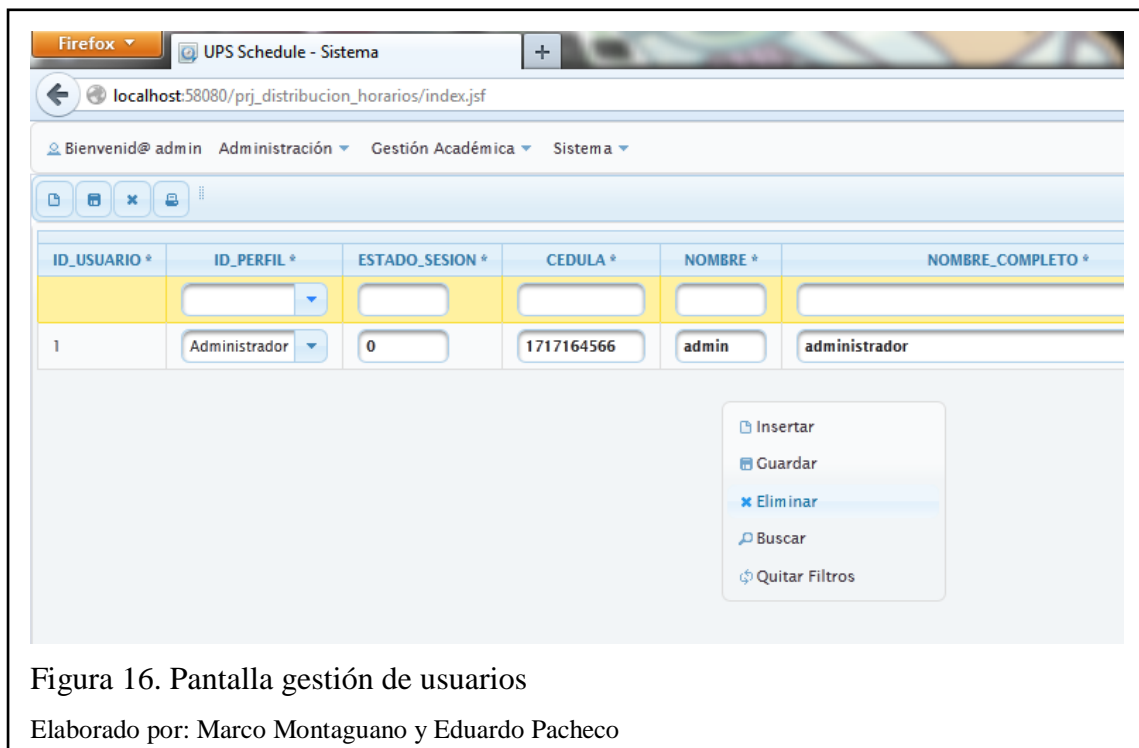 Firefox
UPS Schedule - Sistema
+
localhost:58080/prj_distribucion_horarios/index.jsf
Bienvenid@ admin Administración Gestión Académica Sistema
ID_USUARIO * ID_PERFIL * ESTADO_SESION * CEDULA * NOMBRE * NOMBRE_COMPLETO *
1 Administrador 0 1717164566 admin administrador
Insertar
Guardar
Eliminar
Buscar
Quitar Filtros
Figura 16. Pantalla gestión de usuarios
Elaborado por: Marco Montaguano y Eduardo Pacheco